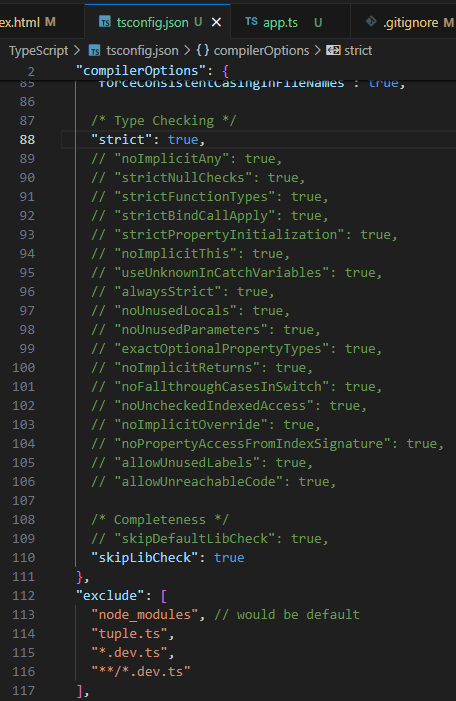 ex.html M
tsconfig.json U
TS app.ts U
.gitignore M
TypeScript > tsconfig.json > {} compilerOptions > strict
2 "compilerOptions": {
85 "forceConsistentCasingInFileNames": true,
86
87 /* Type Checking */
88 "strict": true,
89 // "noImplicitAny": true,
90 // "strictNullChecks": true,
91 // "strictFunctionTypes": true,
92 // "strictBindCallApply": true,
93 // "strictPropertyInitialization": true,
94 // "noImplicitThis": true,
95 // "useUnknownInCatchVariables": true,
96 // "alwaysStrict": true,
97 // "noUnusedLocals": true,
98 // "noUnusedParameters": true,
99 // "exactOptionalPropertyTypes": true,
100 // "noImplicitReturns": true,
101 // "noFallthroughCasesInSwitch": true,
102 // "noUncheckedIndexedAccess": true,
103 // "noImplicitOverride": true,
104 // "noPropertyAccessFromIndexSignature": true,
105 // "allowUnusedLabels": true,
106 // "allowUnreachableCode": true,
107
108 /* Completeness */
109 // "skipDefaultLibCheck": true,
110 "skipLibCheck": true
111 },
112 "exclude": [
113 "node_modules", // would be default
114 "tuple.ts",
115 "*.dev.ts",
116 "**/*.dev.ts"
117 ],